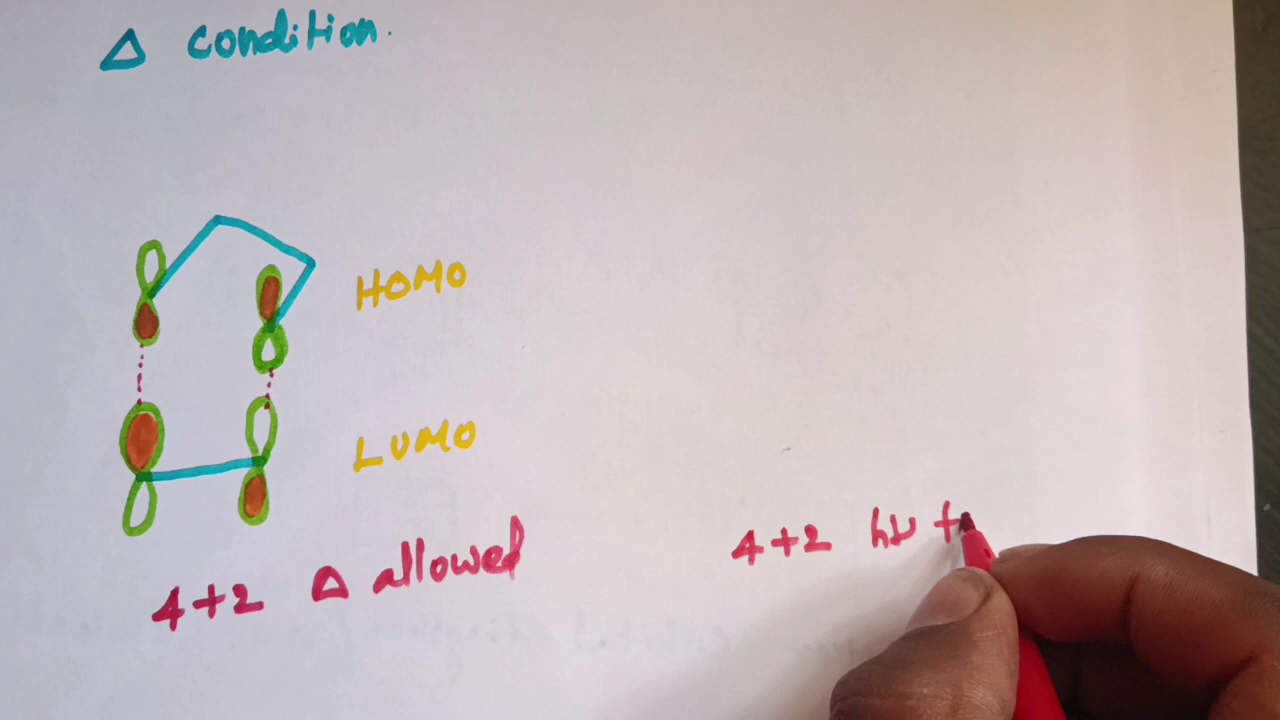 Δ condition.
HOMO
LUMO
4+2 Δ allowed
4+2 hν f